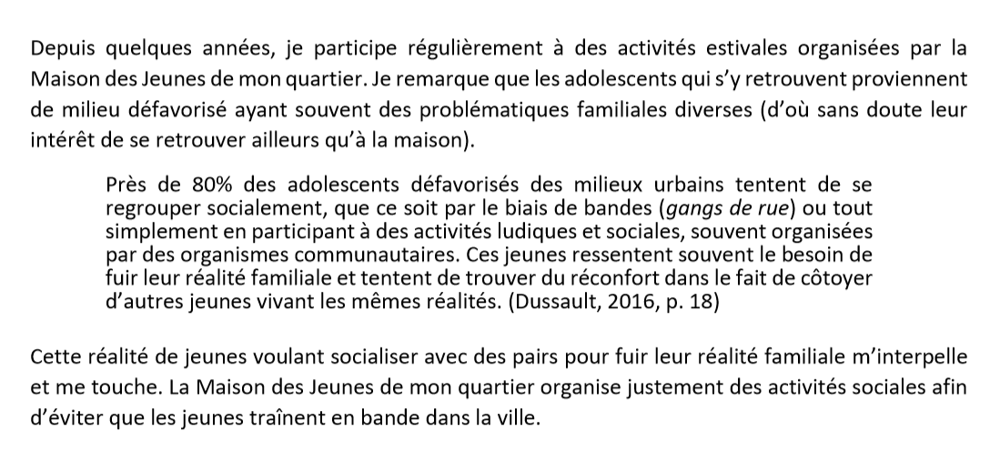 Depuis quelques années, je participe régulièrement à des activités estivales organisées par la
Maison des Jeunes de mon quartier. Je remarque que les adolescents qui s’y retrouvent proviennent
de milieu défavorisé ayant souvent des problématiques familiales diverses (d’où sans doute leur
intérêt de se retrouver ailleurs qu’à la maison).
Près de 80% des adolescents défavorisés des milieux urbains tentent de se
regrouper socialement, que ce soit par le biais de bandes (gangs de rue) ou tout
simplement en participant à des activités ludiques et sociales, souvent organisées
par des organismes communautaires. Ces jeunes ressentent souvent le besoin de
fuir leur réalité familiale et tentent de trouver du réconfort dans le fait de côtoyer
d’autres jeunes vivant les mêmes réalités. (Dussault, 2016, p. 18)
Cette réalité de jeunes voulant socialiser avec des pairs pour fuir leur réalité familiale m’interpelle
et me touche. La Maison des Jeunes de mon quartier organise justement des activités sociales afin
d’éviter que les jeunes traînent en bande dans la ville.